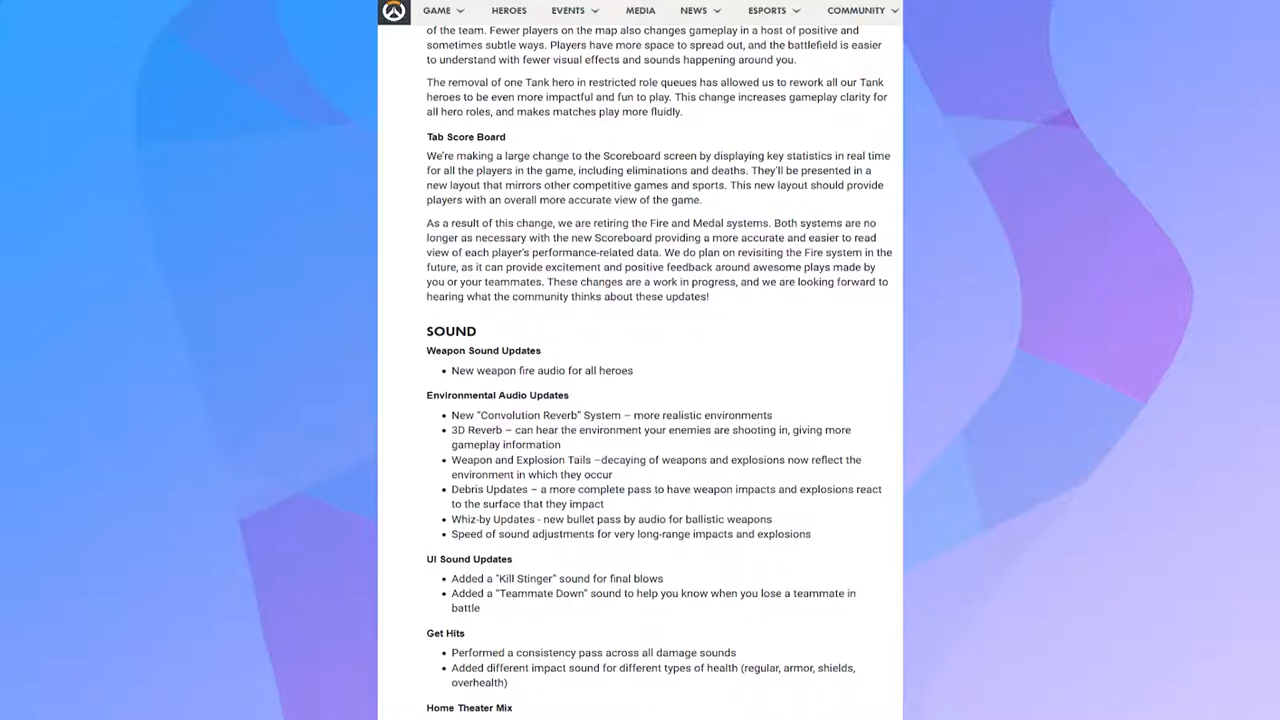 GAME HEROES EVENTS MEDIA NEWS ESPORTS COMMUNITY
of the team. Fewer players on the map also changes gameplay in a host of positive and
sometimes subtle ways. Players have more space to spread out, and the battlefield is easier
to understand with fewer visual effects and sounds happening around you.
The removal of one Tank hero in restricted role queues has allowed us to rework all our Tank
heroes to be even more impactful and fun to play. This change increases gameplay clarity for
all hero roles, and makes matches play more fluidly.
Tab Score Board
We're making a large change to the Scoreboard screen by displaying key statistics in real time
for all the players in the game, including eliminations and deaths. They'll be presented in a
new layout that mirrors other competitive games and sports. This new layout should provide
players with an overall more accurate view of the game.
As a result of this change, we are retiring the Fire and Medal systems. Both systems are no
longer as necessary with the new Scoreboard providing a more accurate and easier to read
view of each player's performance-related data. We do plan on revisiting the Fire system in the
future, as it can provide excitement and positive feedback around awesome plays made by
you or your teammates. These changes are a work in progress, and we are looking forward to
hearing what the community thinks about these updates!
SOUND
Weapon Sound Updates
• New weapon fire audio for all heroes
Environmental Audio Updates
• New "Convolution Reverb" System – more realistic environments
• 3D Reverb – can hear the environment your enemies are shooting in, giving more
gameplay information
• Weapon and Explosion Tails –decaying of weapons and explosions now reflect the
environment in which they occur
• Debris Updates – a more complete pass to have weapon impacts and explosions react
to the surface that they impact
• Whiz-by Updates - new bullet pass by audio for ballistic weapons
• Speed of sound adjustments for very long-range impacts and explosions
UI Sound Updates
• Added a "Kill Stinger" sound for final blows
• Added a "Teammate Down" sound to help you know when you lose a teammate in
battle
Get Hits
• Performed a consistency pass across all damage sounds
• Added different impact sound for different types of health (regular, armor, shields,
overhealth)
Home Theater Mix